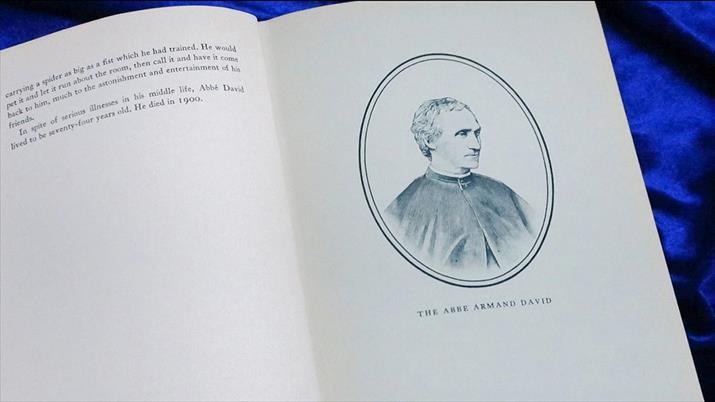 carrying a spider as big as a fist which he had trained. He would
pet it and let it run about the room, then call it and have it come
back to him, much to the astonishment and entertainment of his
friends.
In spite of serious illnesses in his middle life, Abbé David
lived to be seventy-four years old. He died in 1900.
THE ABBE ARMAND DAVID